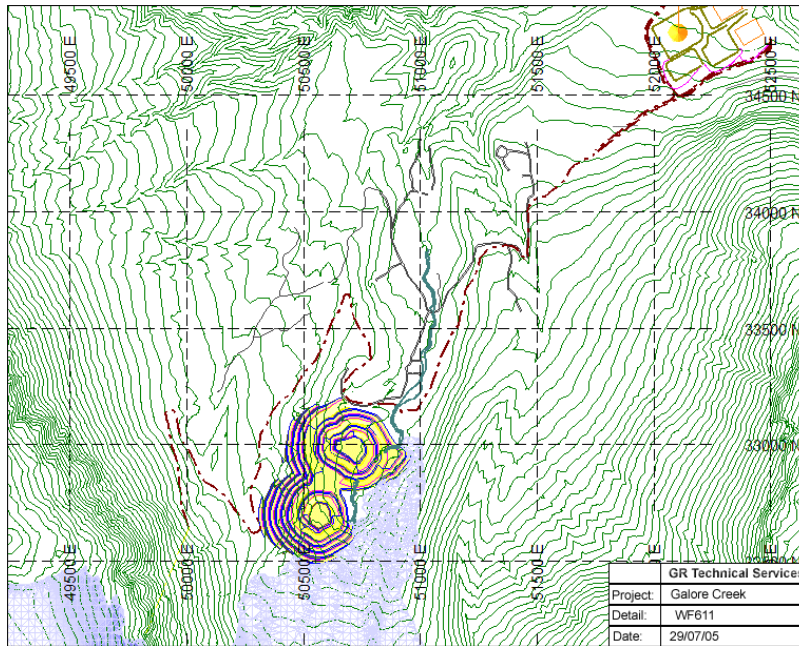 49500 E
50000 E
50500 E
51000 E
51500 E
52000 E
52500 E
34500 N
34000 N
33500 N
33000 N
49500 E
50000 E
50500 E
51000 E
51500 E
GR Technical Services
Project: Galore Creek
Detail: WF611
Date: 29/07/05